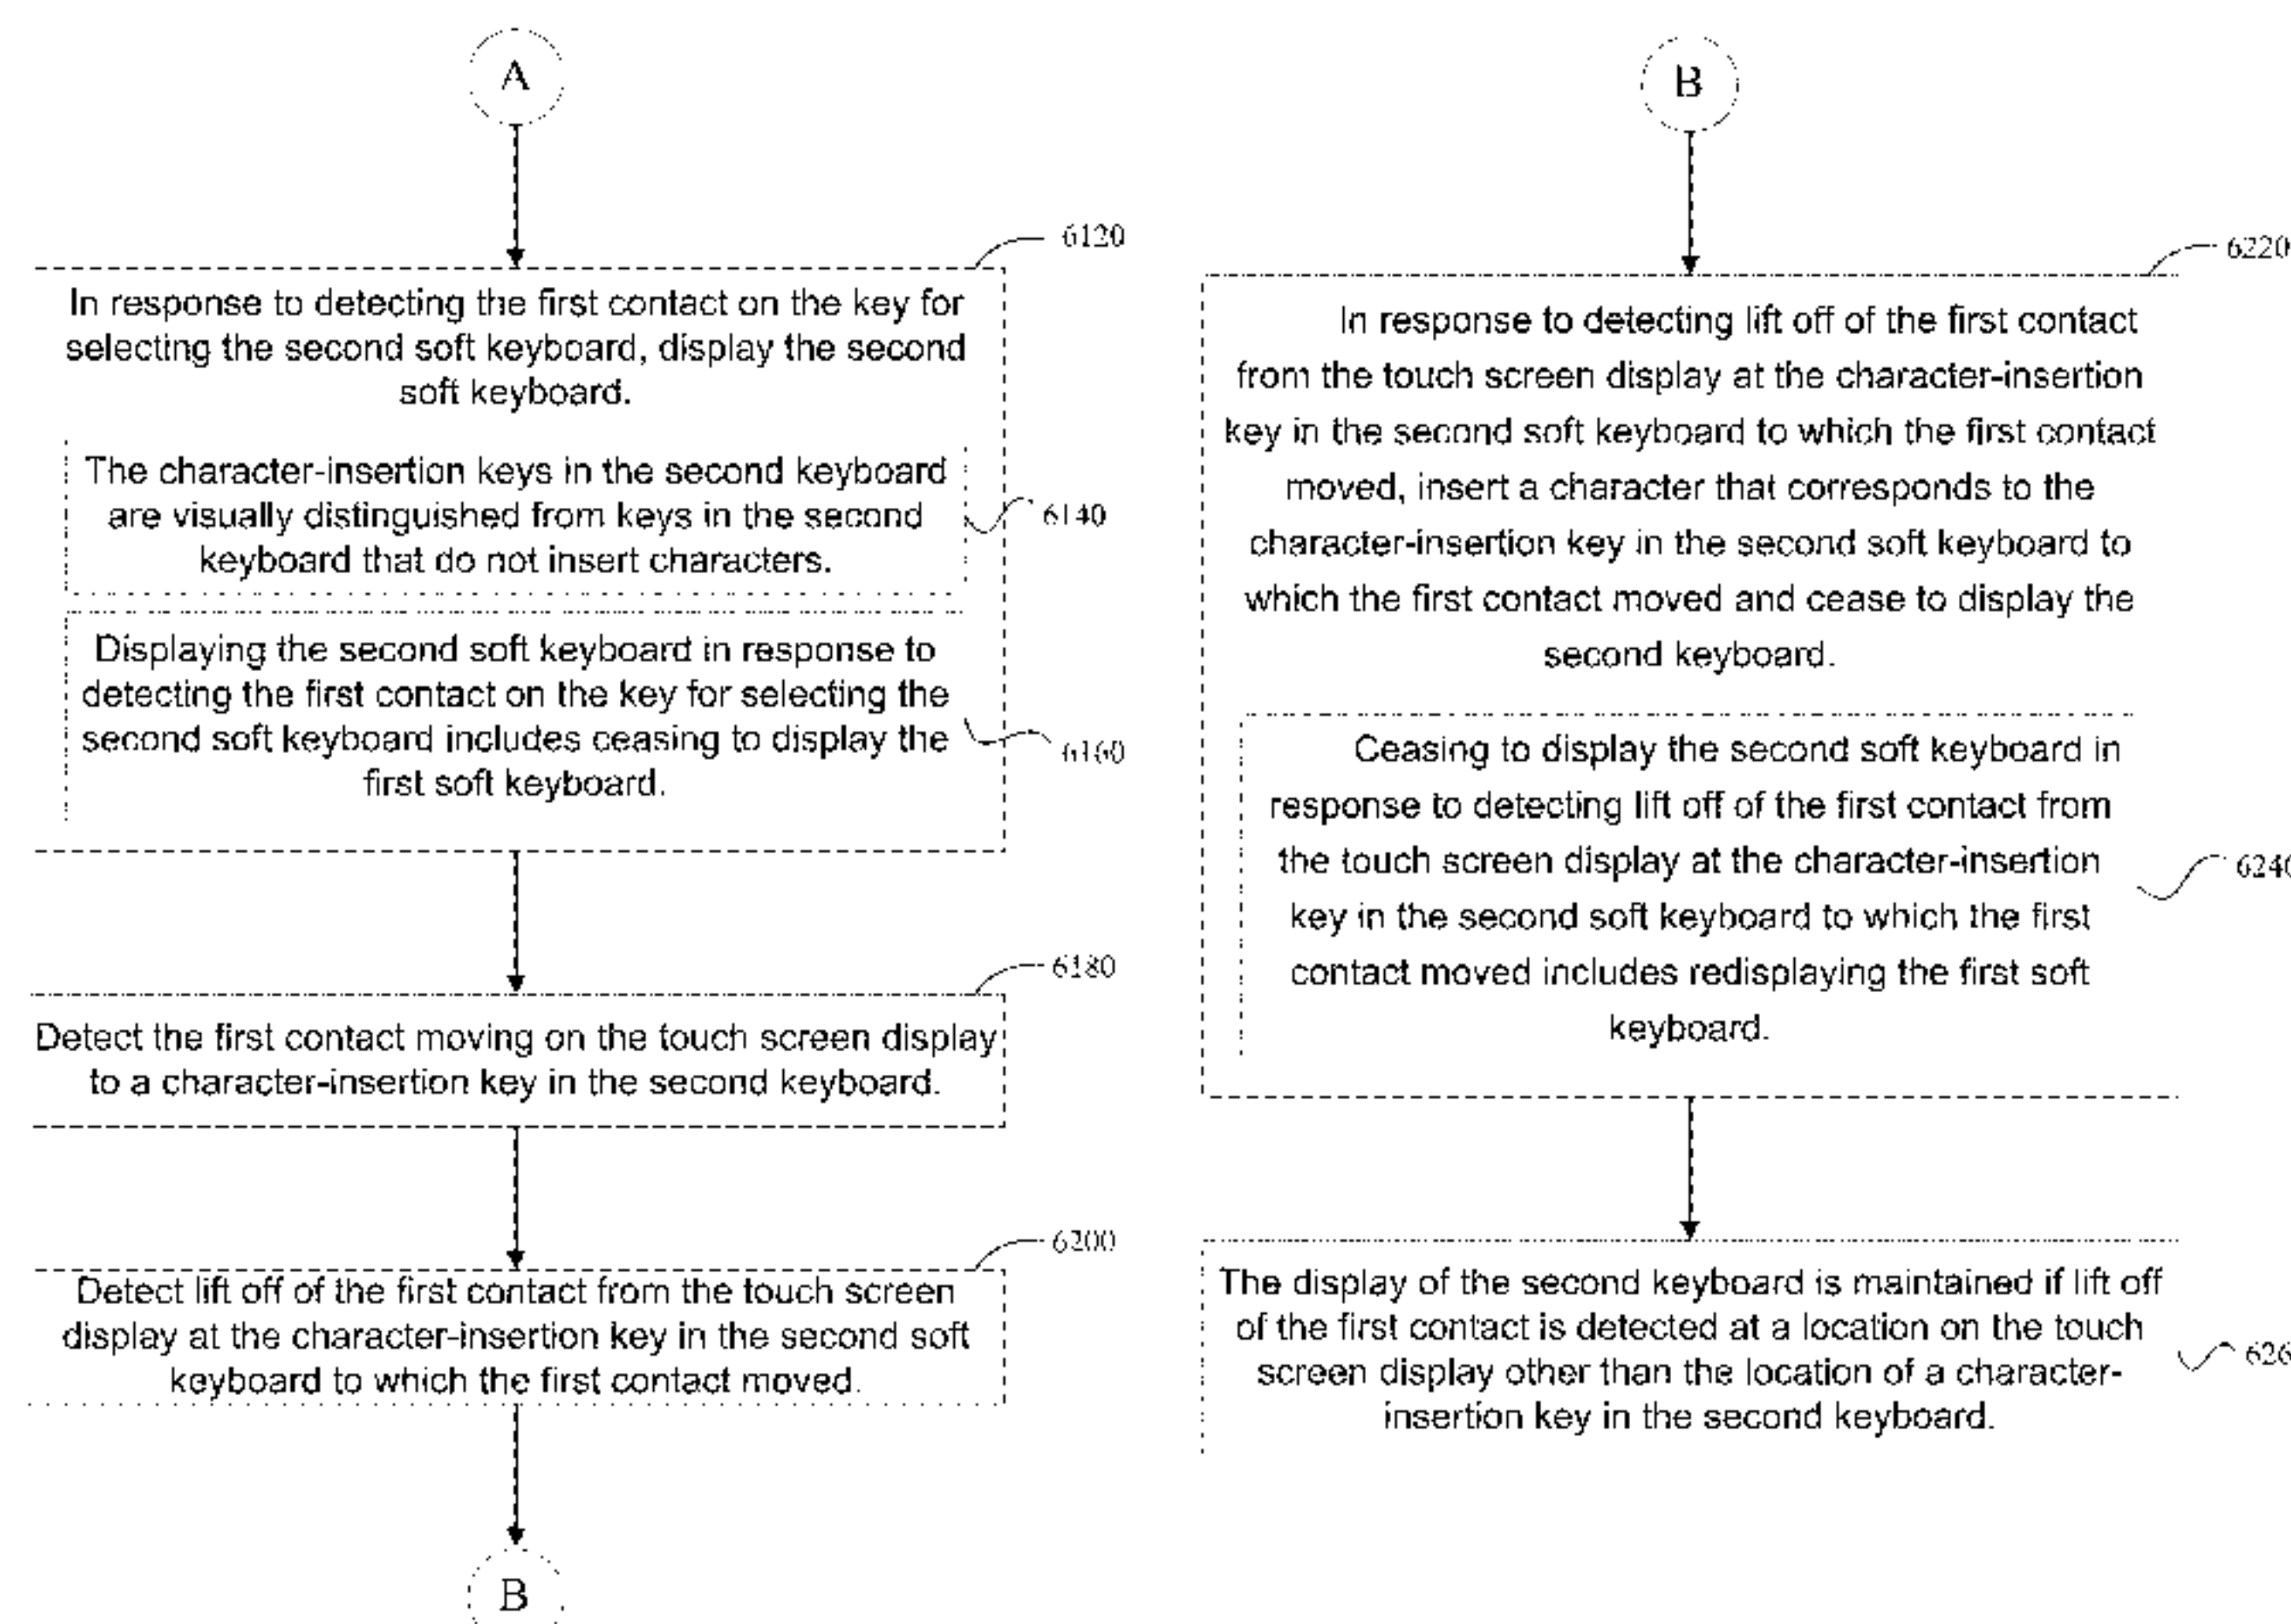 A
6120
In response to detecting the first contact on the key for
selecting the second soft keyboard, display the second
soft keyboard.
The character-insertion keys in the second keyboard
are visually distinguished from keys in the second
keyboard that do not insert characters.
6140
Displaying the second soft keyboard in response to
detecting the first contact on the key for selecting the
second soft keyboard includes ceasing to display the
first soft keyboard.
6160
6180
Detect the first contact moving on the touch screen display
to a character-insertion key in the second keyboard.
6200
Detect lift off of the first contact from the touch screen
display at the character-insertion key in the second soft
keyboard to which the first contact moved.
B
B
6220
In response to detecting lift off of the first contact
from the touch screen display at the character-insertion
key in the second soft keyboard to which the first contact
moved, insert a character that corresponds to the
character-insertion key in the second soft keyboard to
which the first contact moved and cease to display the
second keyboard.
Ceasing to display the second soft keyboard in
response to detecting lift off of the first contact from
the touch screen display at the character-insertion
key in the second soft keyboard to which the first
contact moved includes redisplaying the first soft
keyboard.
6240
The display of the second keyboard is maintained if lift off
of the first contact is detected at a location on the touch
screen display other than the location of a character-
insertion key in the second keyboard.
626